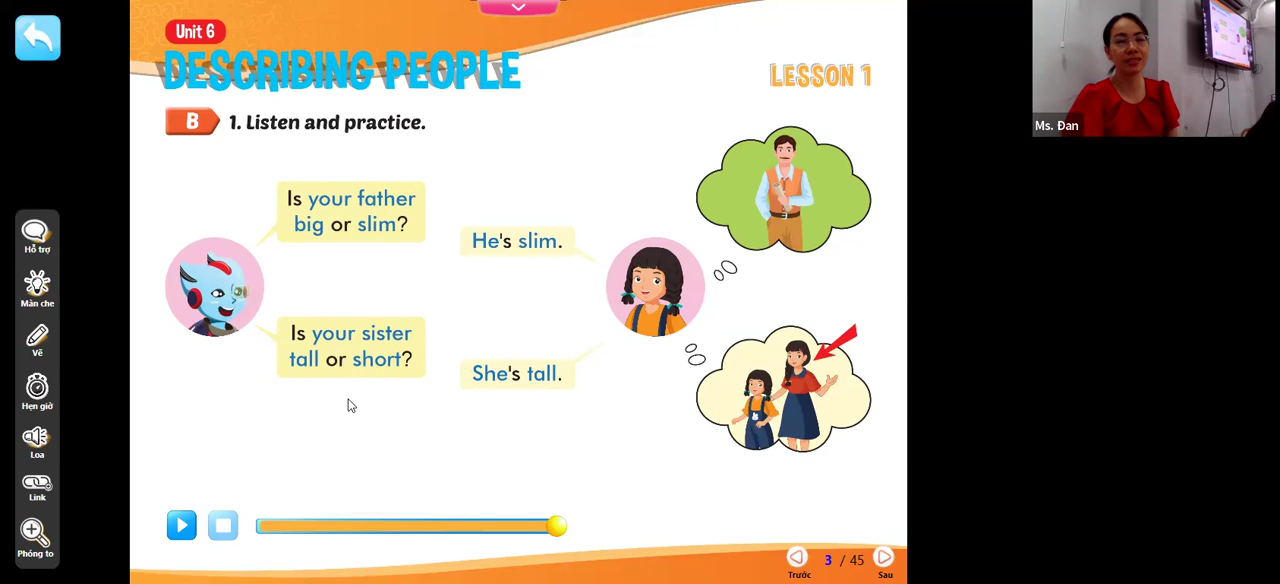 Unit 6
DESCRIBING PEOPLE
LESSON 1
B
1. Listen and practice.
Is your father
big or slim?
He's slim.
Is your sister
tall or short?
She's tall.
Hỗ trợ
Màn che
Vẽ
Hẹn giờ
Loa
Link
Phóng to
Trước
3 / 45
Sau
Ms. Đan